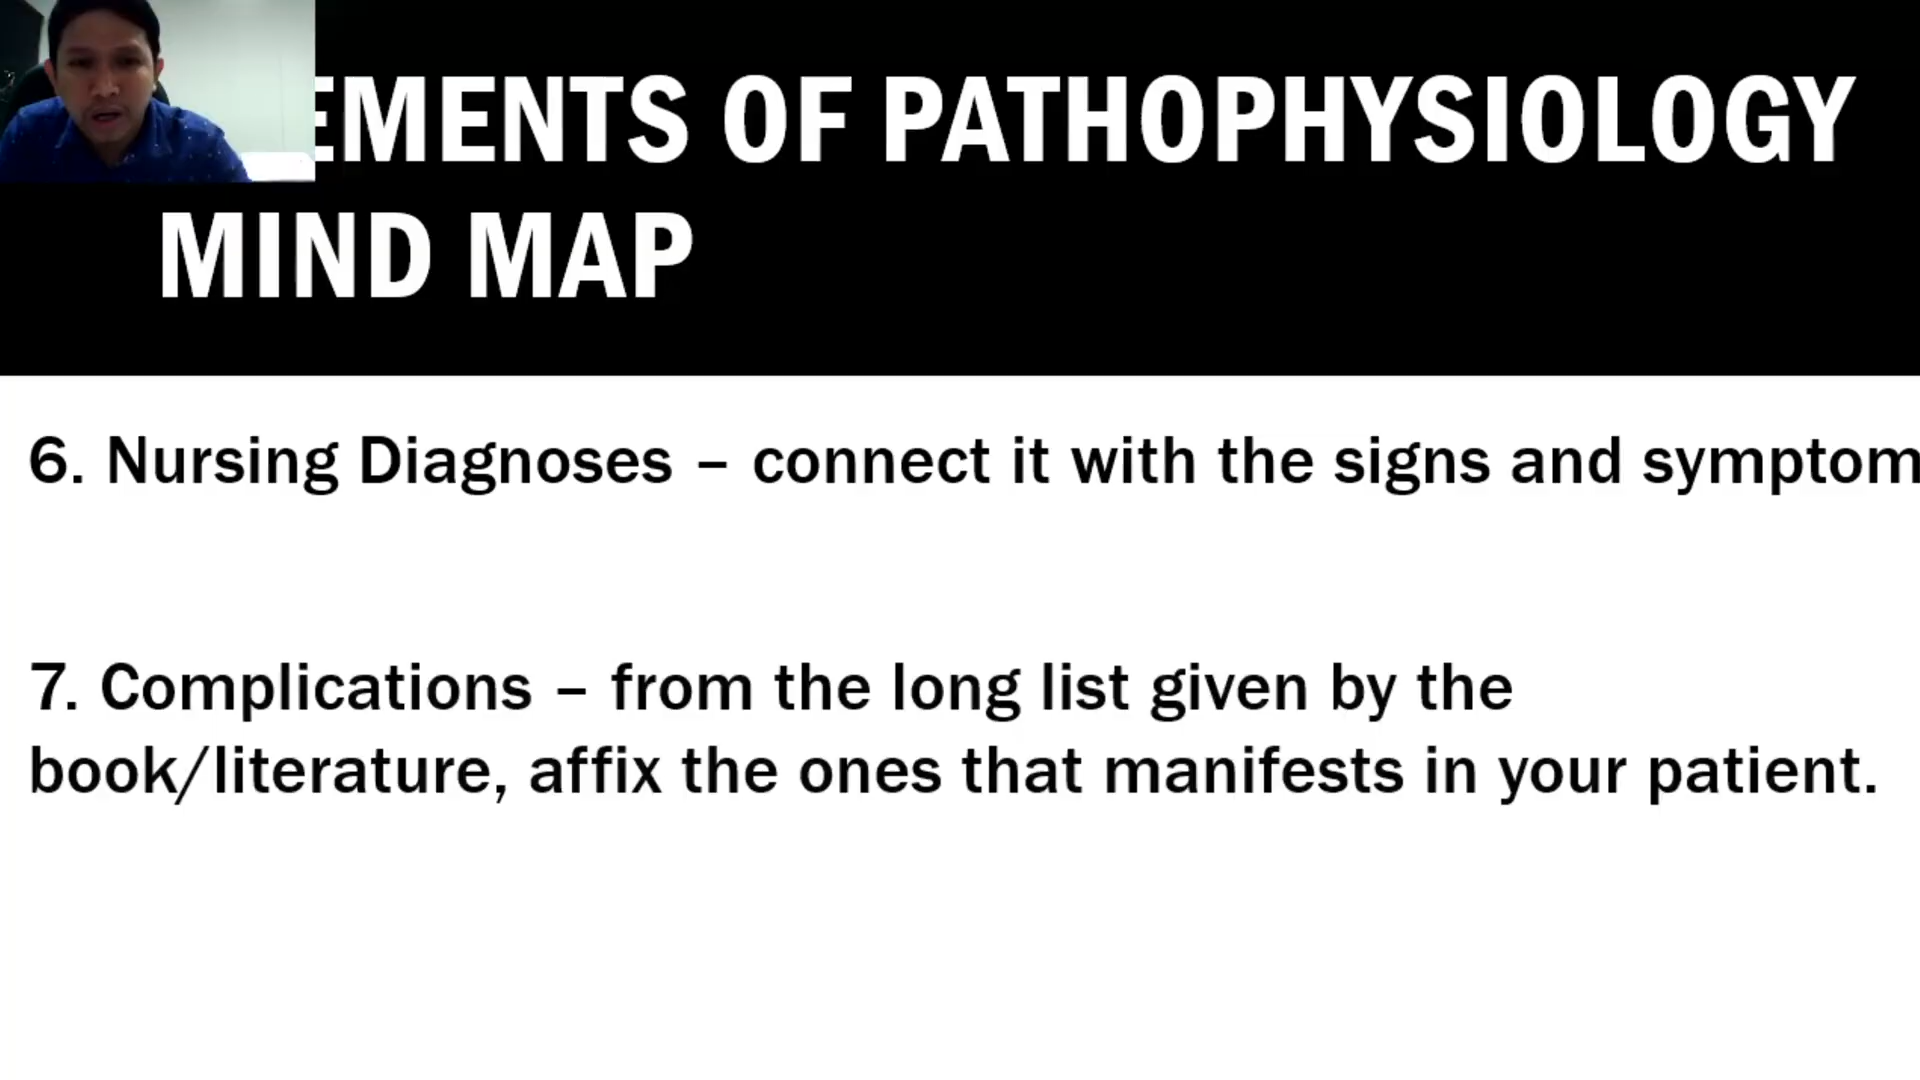 EMENTS OF PATHOPHYSIOLOGY
MIND MAP
6. Nursing Diagnoses – connect it with the signs and symptom
7. Complications – from the long list given by the
book/literature, affix the ones that manifests in your patient.